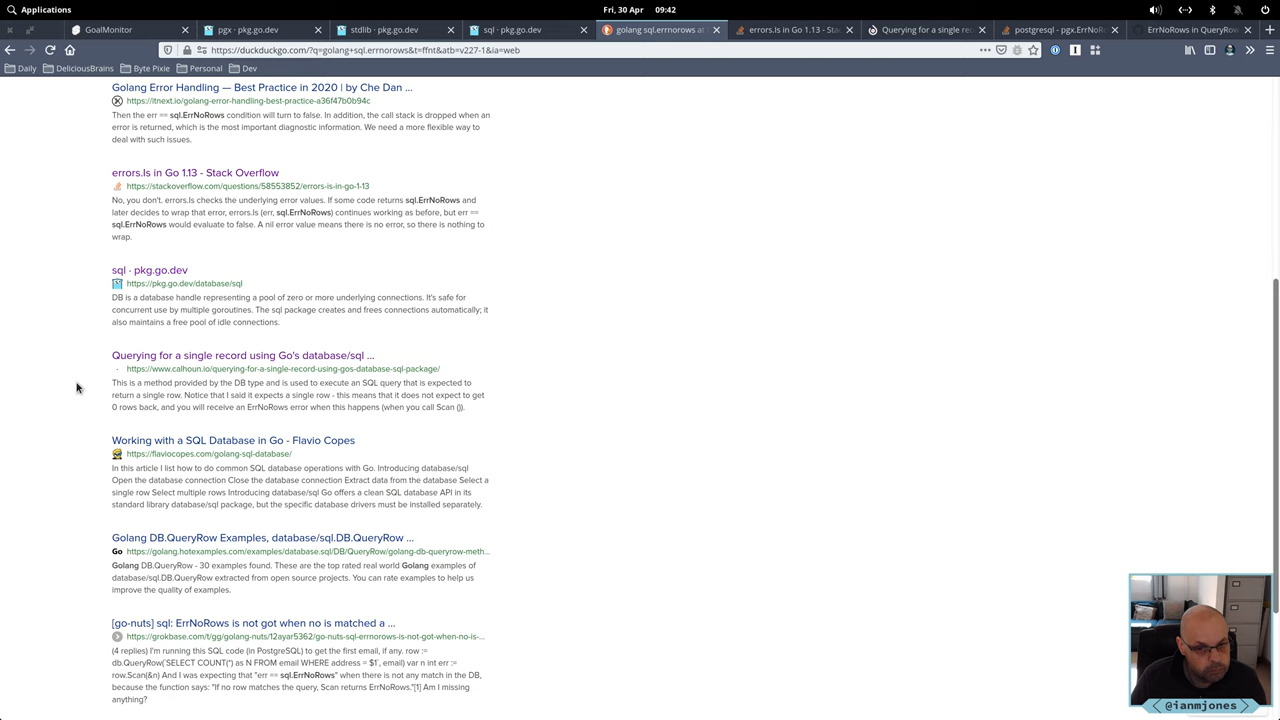 Applications
Fri, 30 Apr 09:42
GoalMonitor
pgx · pkg.go.dev
stdlib · pkg.go.dev
sql · pkg.go.dev
golang sql.errnorows at
errors.Is in Go 1.13 - Stac
Querying for a single rec
postgresql - pgx.ErrNoR
ErrNoRows in QueryRow
https://duckduckgo.com/?q=golang+sql.errnorows&t=ffnt&atb=v227-1&ia=web
Daily
DeliciousBrains
Byte Pixie
Personal
Dev
Golang Error Handling — Best Practice in 2020 | by Che Dan ...
https://itnext.io/golang-error-handling-best-practice-a36f47b0b94c
Then the err == sql.ErrNoRows condition will turn to false. In addition, the call stack is dropped when an
error is returned, which is the most important diagnostic information. We need a more flexible way to
deal with such issues.
errors.Is in Go 1.13 - Stack Overflow
https://stackoverflow.com/questions/58553852/errors-is-in-go-1-13
No, you don't. errors.Is checks the underlying error values. If some code returns sql.ErrNoRows and
later decides to wrap that error, errors.Is (err, sql.ErrNoRows) continues working as before, but err ==
sql.ErrNoRows would evaluate to false. A nil error value means there is no error, so there is nothing to
wrap.
sql · pkg.go.dev
https://pkg.go.dev/database/sql
DB is a database handle representing a pool of zero or more underlying connections. It's safe for
concurrent use by multiple goroutines. The sql package creates and frees connections automatically; it
also maintains a free pool of idle connections.
Querying for a single record using Go's database/sql ...
https://www.calhoun.io/querying-for-a-single-record-using-gos-database-sql-package/
This is a method provided by the DB type and is used to execute an SQL query that is expected to
return a single row. Notice that I said it expects a single row - this means that it does not expect to get
0 rows back, and you will receive an ErrNoRows error when this happens (when you call Scan ()).
Working with a SQL Database in Go - Flavio Copes
https://flaviocopes.com/golang-sql-database/
In this article I list how to do common SQL database operations with Go. Introducing database/sql
Open the database connection Close the database connection Extract data from the database Select a
single row Select multiple rows Introducing database/sql Go offers a clean SQL database API in its
standard library database/sql package, but the specific database drivers must be installed separately.
Golang DB.QueryRow Examples, database/sql.DB.QueryRow ...
Go https://golang.hotexamples.com/examples/database.sql/DB/QueryRow/golang-db-queryrow-meth...
Golang DB.QueryRow - 30 examples found. These are the top rated real world Golang examples of
database/sql.DB.QueryRow extracted from open source projects. You can rate examples to help us
improve the quality of examples.
[go-nuts] sql: ErrNoRows is not got when no is matched a ...
https://grokbase.com/t/gg/golang-nuts/12ayar5362/go-nuts-sql-errnorows-is-not-got-when-no-is-...
(4 replies) I'm running this SQL code (in PostgreSQL) to get the first email, if any. row :=
db.QueryRow(`SELECT COUNT(*) as N FROM email WHERE address = $1`, email) var n int err :=
row.Scan(&n) And I was expecting that "err == sql.ErrNoRows" when there is not any match in the DB,
because the function says: "If no row matches the query, Scan returns ErrNoRows."[1] Am I missing
anything?
@ianmjones